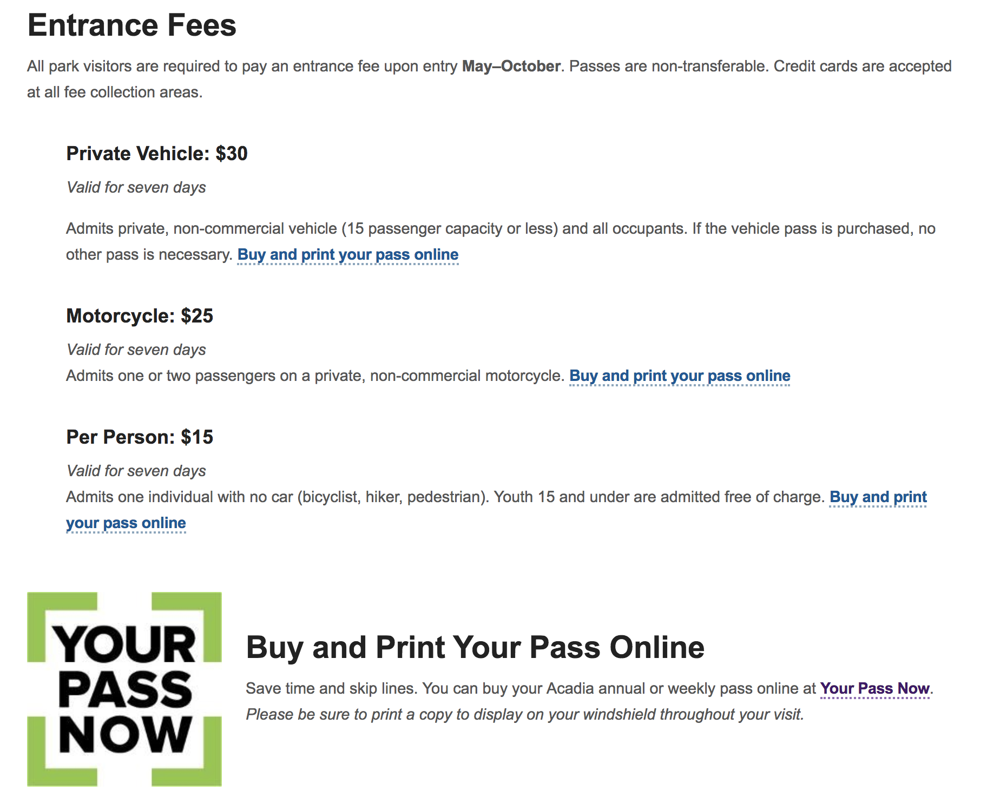 Entrance Fees
All park visitors are required to pay an entrance fee upon entry May–October. Passes are non-transferable. Credit cards are accepted
at all fee collection areas.
Private Vehicle: $30
Valid for seven days
Admits private, non-commercial vehicle (15 passenger capacity or less) and all occupants. If the vehicle pass is purchased, no
other pass is necessary. Buy and print your pass online
Motorcycle: $25
Valid for seven days
Admits one or two passengers on a private, non-commercial motorcycle. Buy and print your pass online
Per Person: $15
Valid for seven days
Admits one individual with no car (bicyclist, hiker, pedestrian). Youth 15 and under are admitted free of charge. Buy and print
your pass online
YOUR
PASS
NOW
Buy and Print Your Pass Online
Save time and skip lines. You can buy your Acadia annual or weekly pass online at Your Pass Now.
Please be sure to print a copy to display on your windshield throughout your visit.